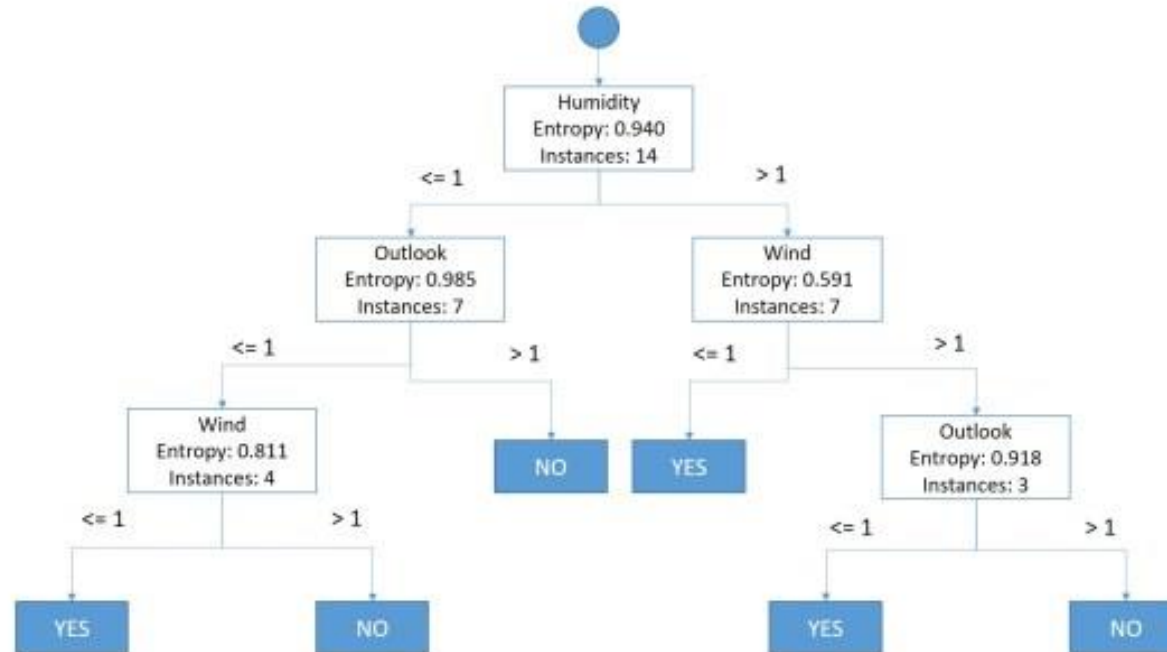 Humidity
Entropy: 0.940
Instances: 14
<= 1
> 1
Outlook
Entropy: 0.985
Instances: 7
Wind
Entropy: 0.591
Instances: 7
<= 1
> 1
<= 1
> 1
Wind
Entropy: 0.811
Instances: 4
NO
YES
Outlook
Entropy: 0.918
Instances: 3
<= 1
> 1
<= 1
> 1
YES
NO
YES
NO